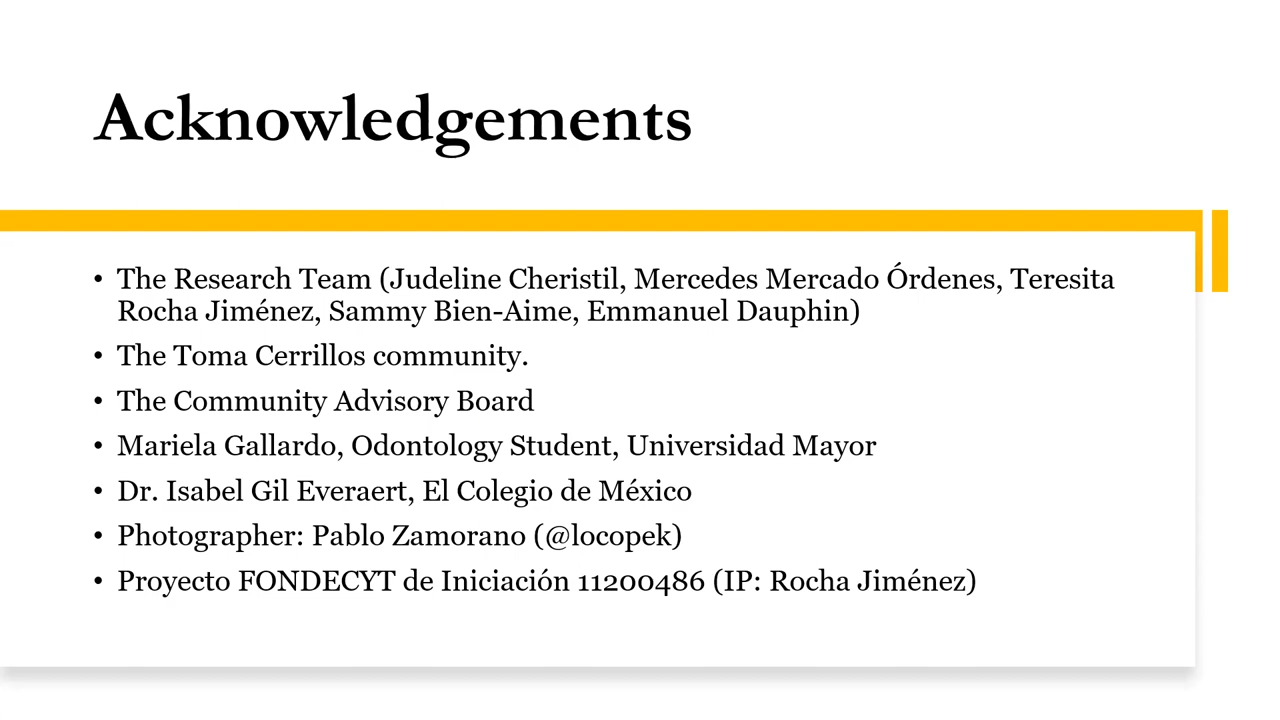 Acknowledgements
• The Research Team (Judeline Cheristil, Mercedes Mercado Órdenes, Teresita
Rocha Jiménez, Sammy Bien-Aime, Emmanuel Dauphin)
• The Toma Cerrillos community.
• The Community Advisory Board
• Mariela Gallardo, Odontology Student, Universidad Mayor
• Dr. Isabel Gil Everaert, El Colegio de México
• Photographer: Pablo Zamorano (@locopek)
• Proyecto FONDECYT de Iniciación 11200486 (IP: Rocha Jiménez)